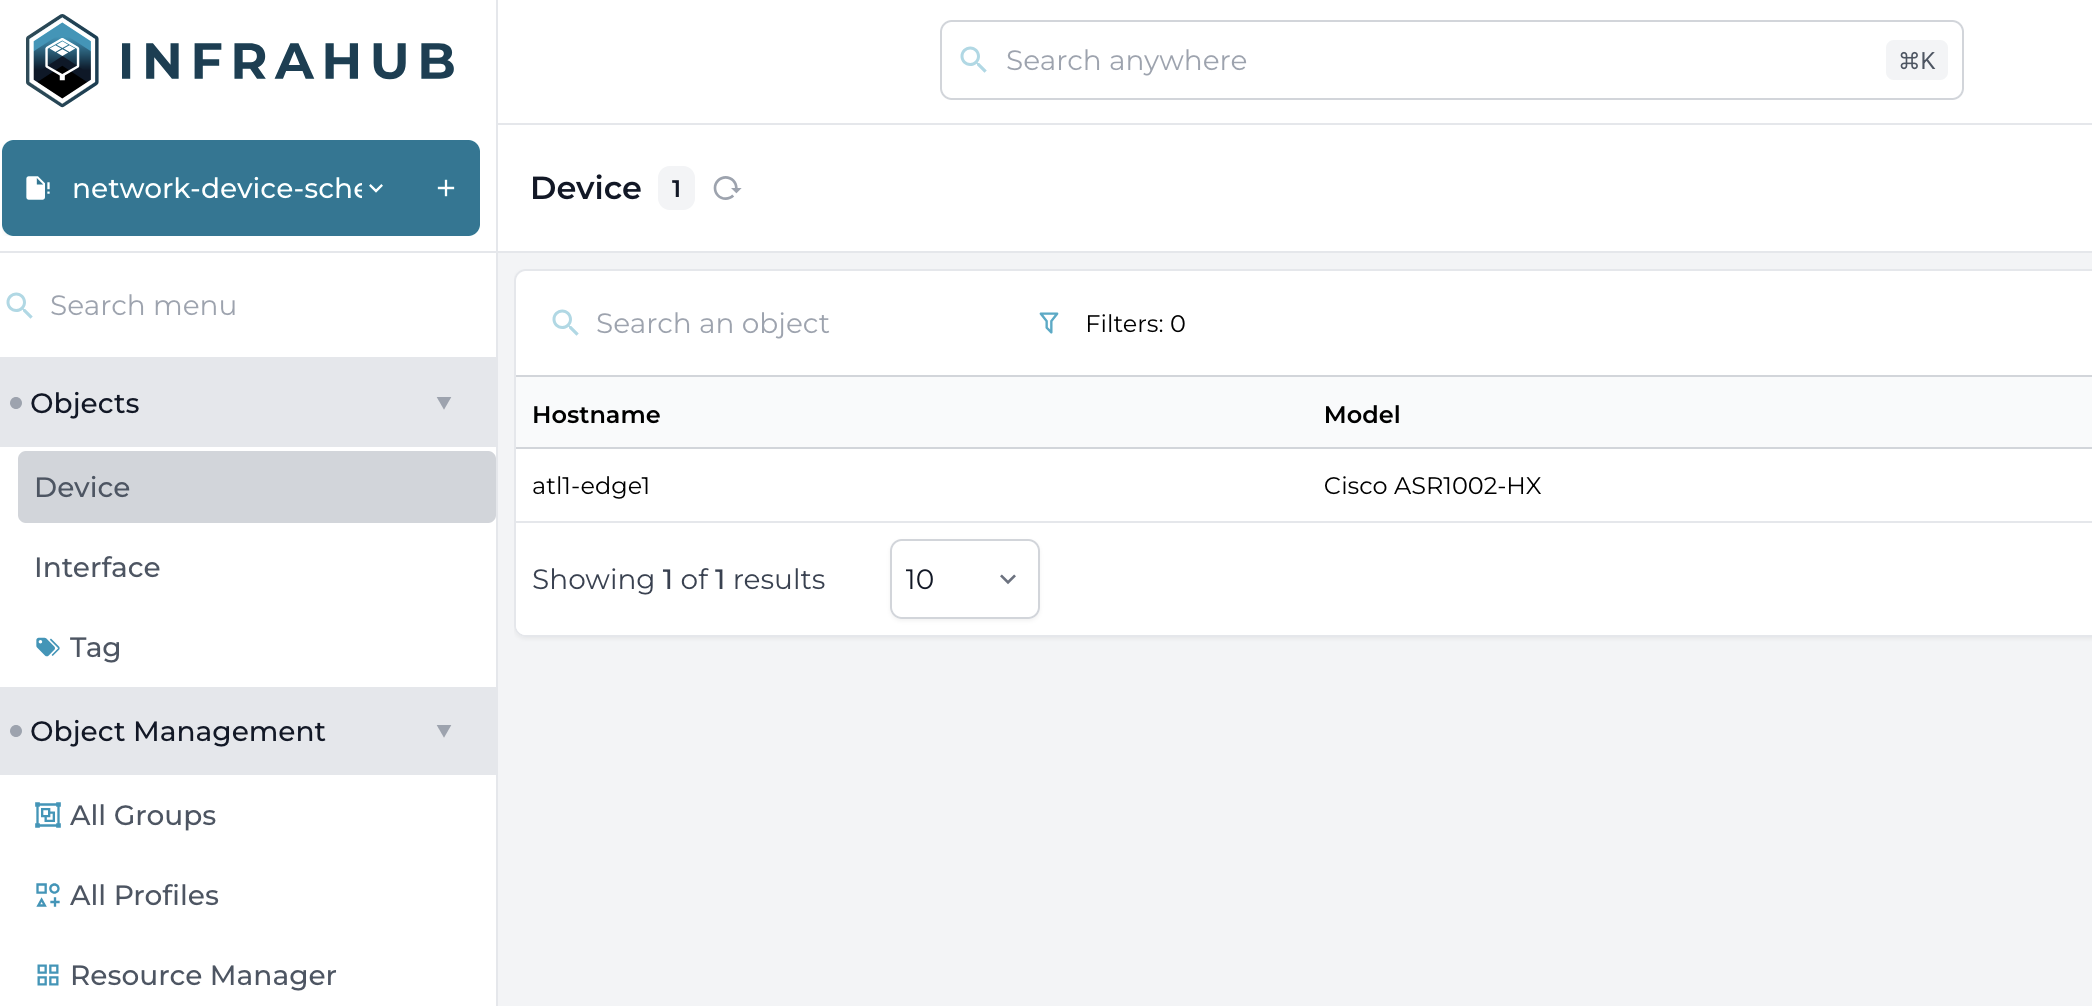 INFRAHUB
Search anywhere
⌘K
network-device-sche
+
Device 1
Search menu
Search an object
Filters: 0
Objects
Hostname Model
Device
atl1-edge1 Cisco ASR1002-HX
Interface
Showing 1 of 1 results
10
Tag
Object Management
All Groups
All Profiles
Resource Manager